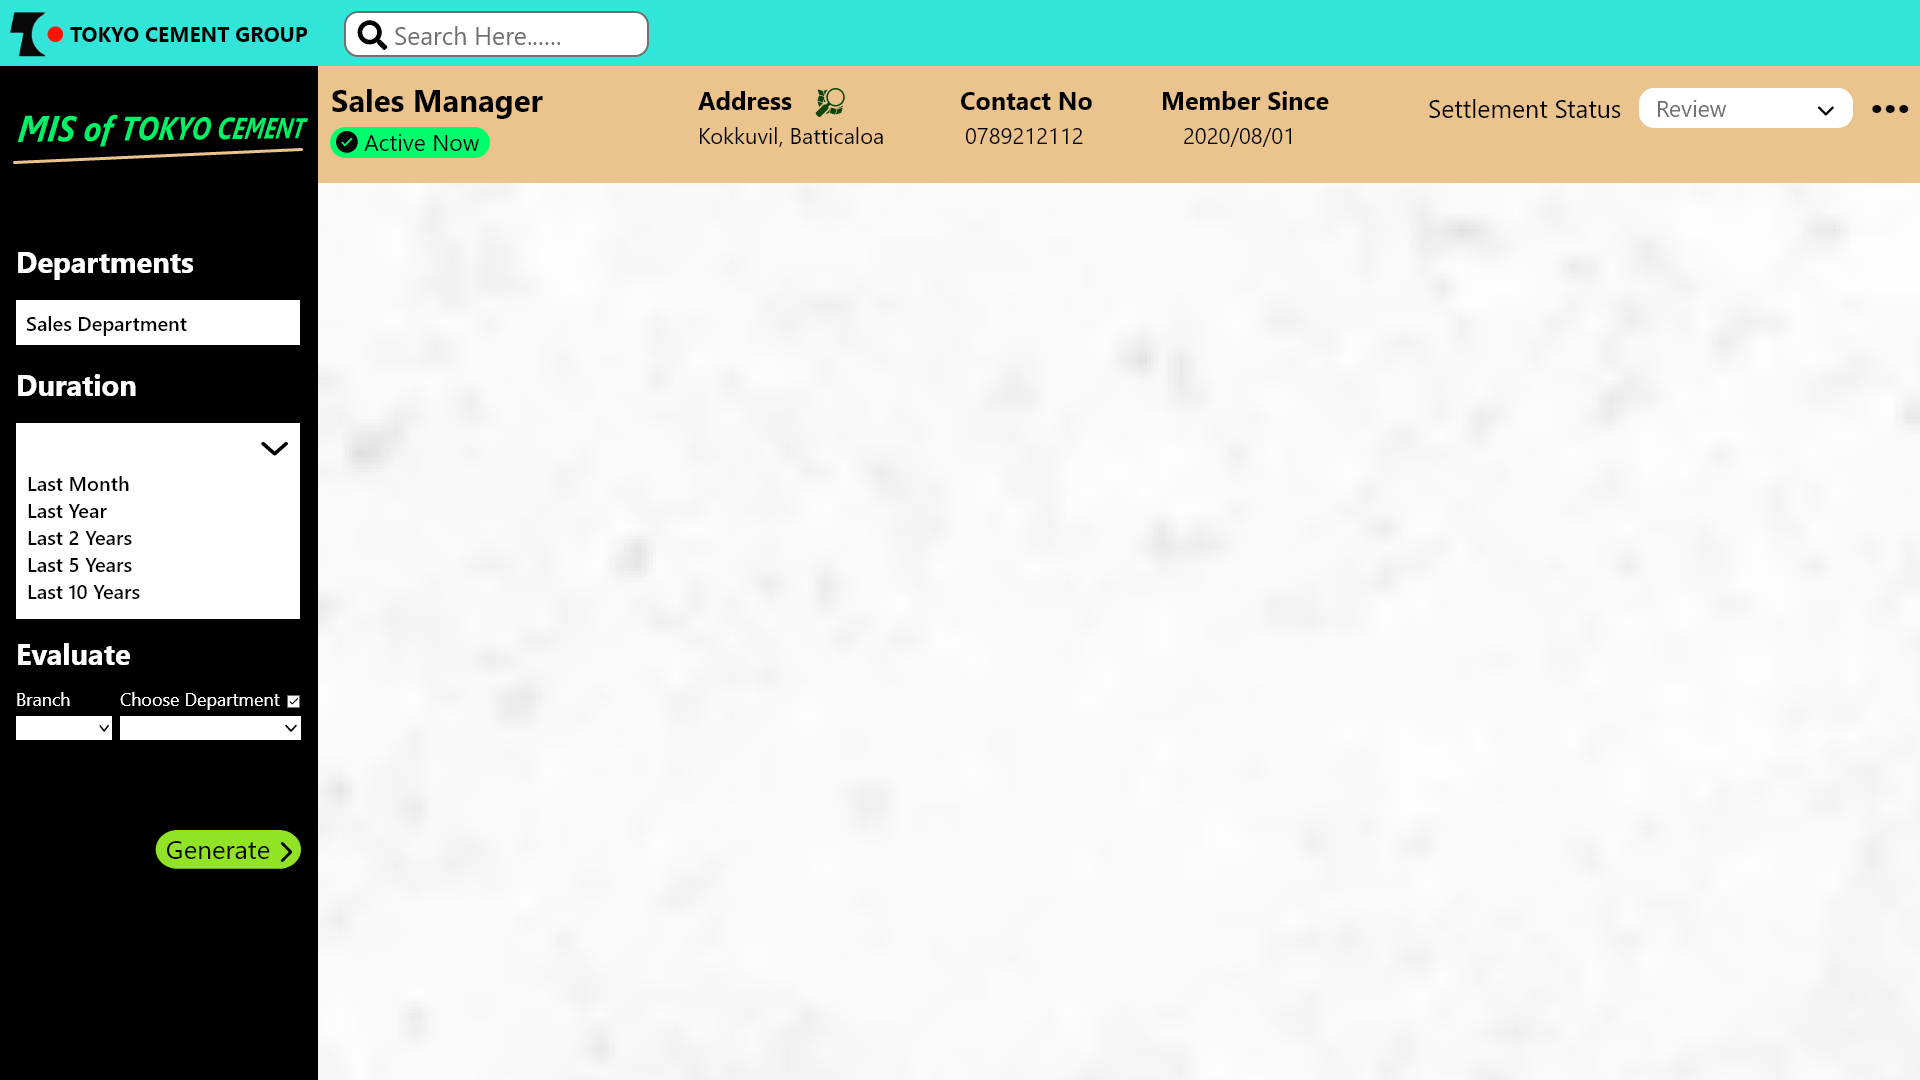 TOKYO CEMENT GROUP
Search Here......
MIS of TOKYO CEMENT
Sales Manager
Active Now
Address
Kokkuvil, Batticaloa
Contact No
0789212112
Member Since
2020/08/01
Settlement Status
Review
Departments
Sales Department
Duration
Last Month
Last Year
Last 2 Years
Last 5 Years
Last 10 Years
Evaluate
Branch
Choose Department
Generate